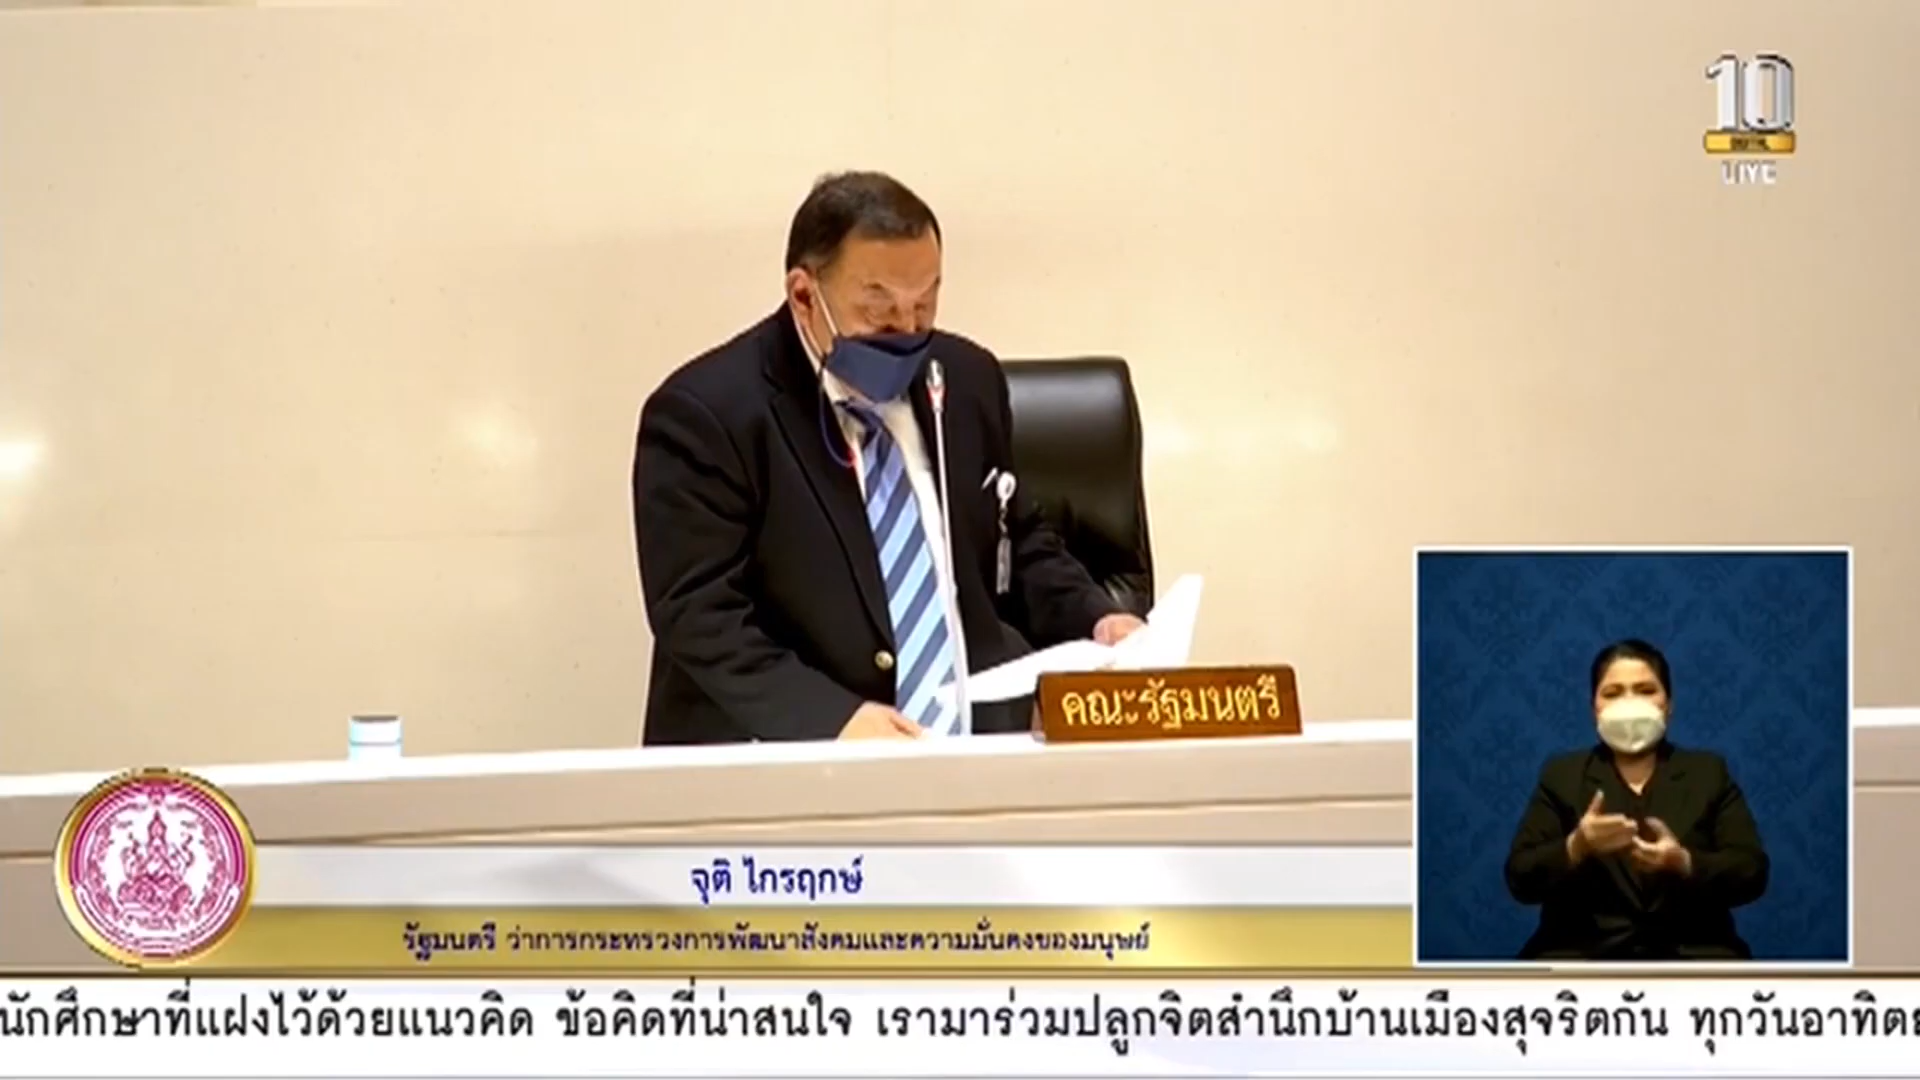 10
LIVE
คณะรัฐมนตรี
จุติ ไกรฤกษ์
รัฐมนตรี ว่าการกระทรวงการพัฒนาสังคมและความมั่นคงของมนุษย์
นักศึกษาที่แฝงไว้ด้วยแนวคิด ข้อคิดที่น่าสนใจ เรามาร่วมปลูกจิตสำนึกบ้านเมืองสุจริตกัน ทุกวันอาทิตย์